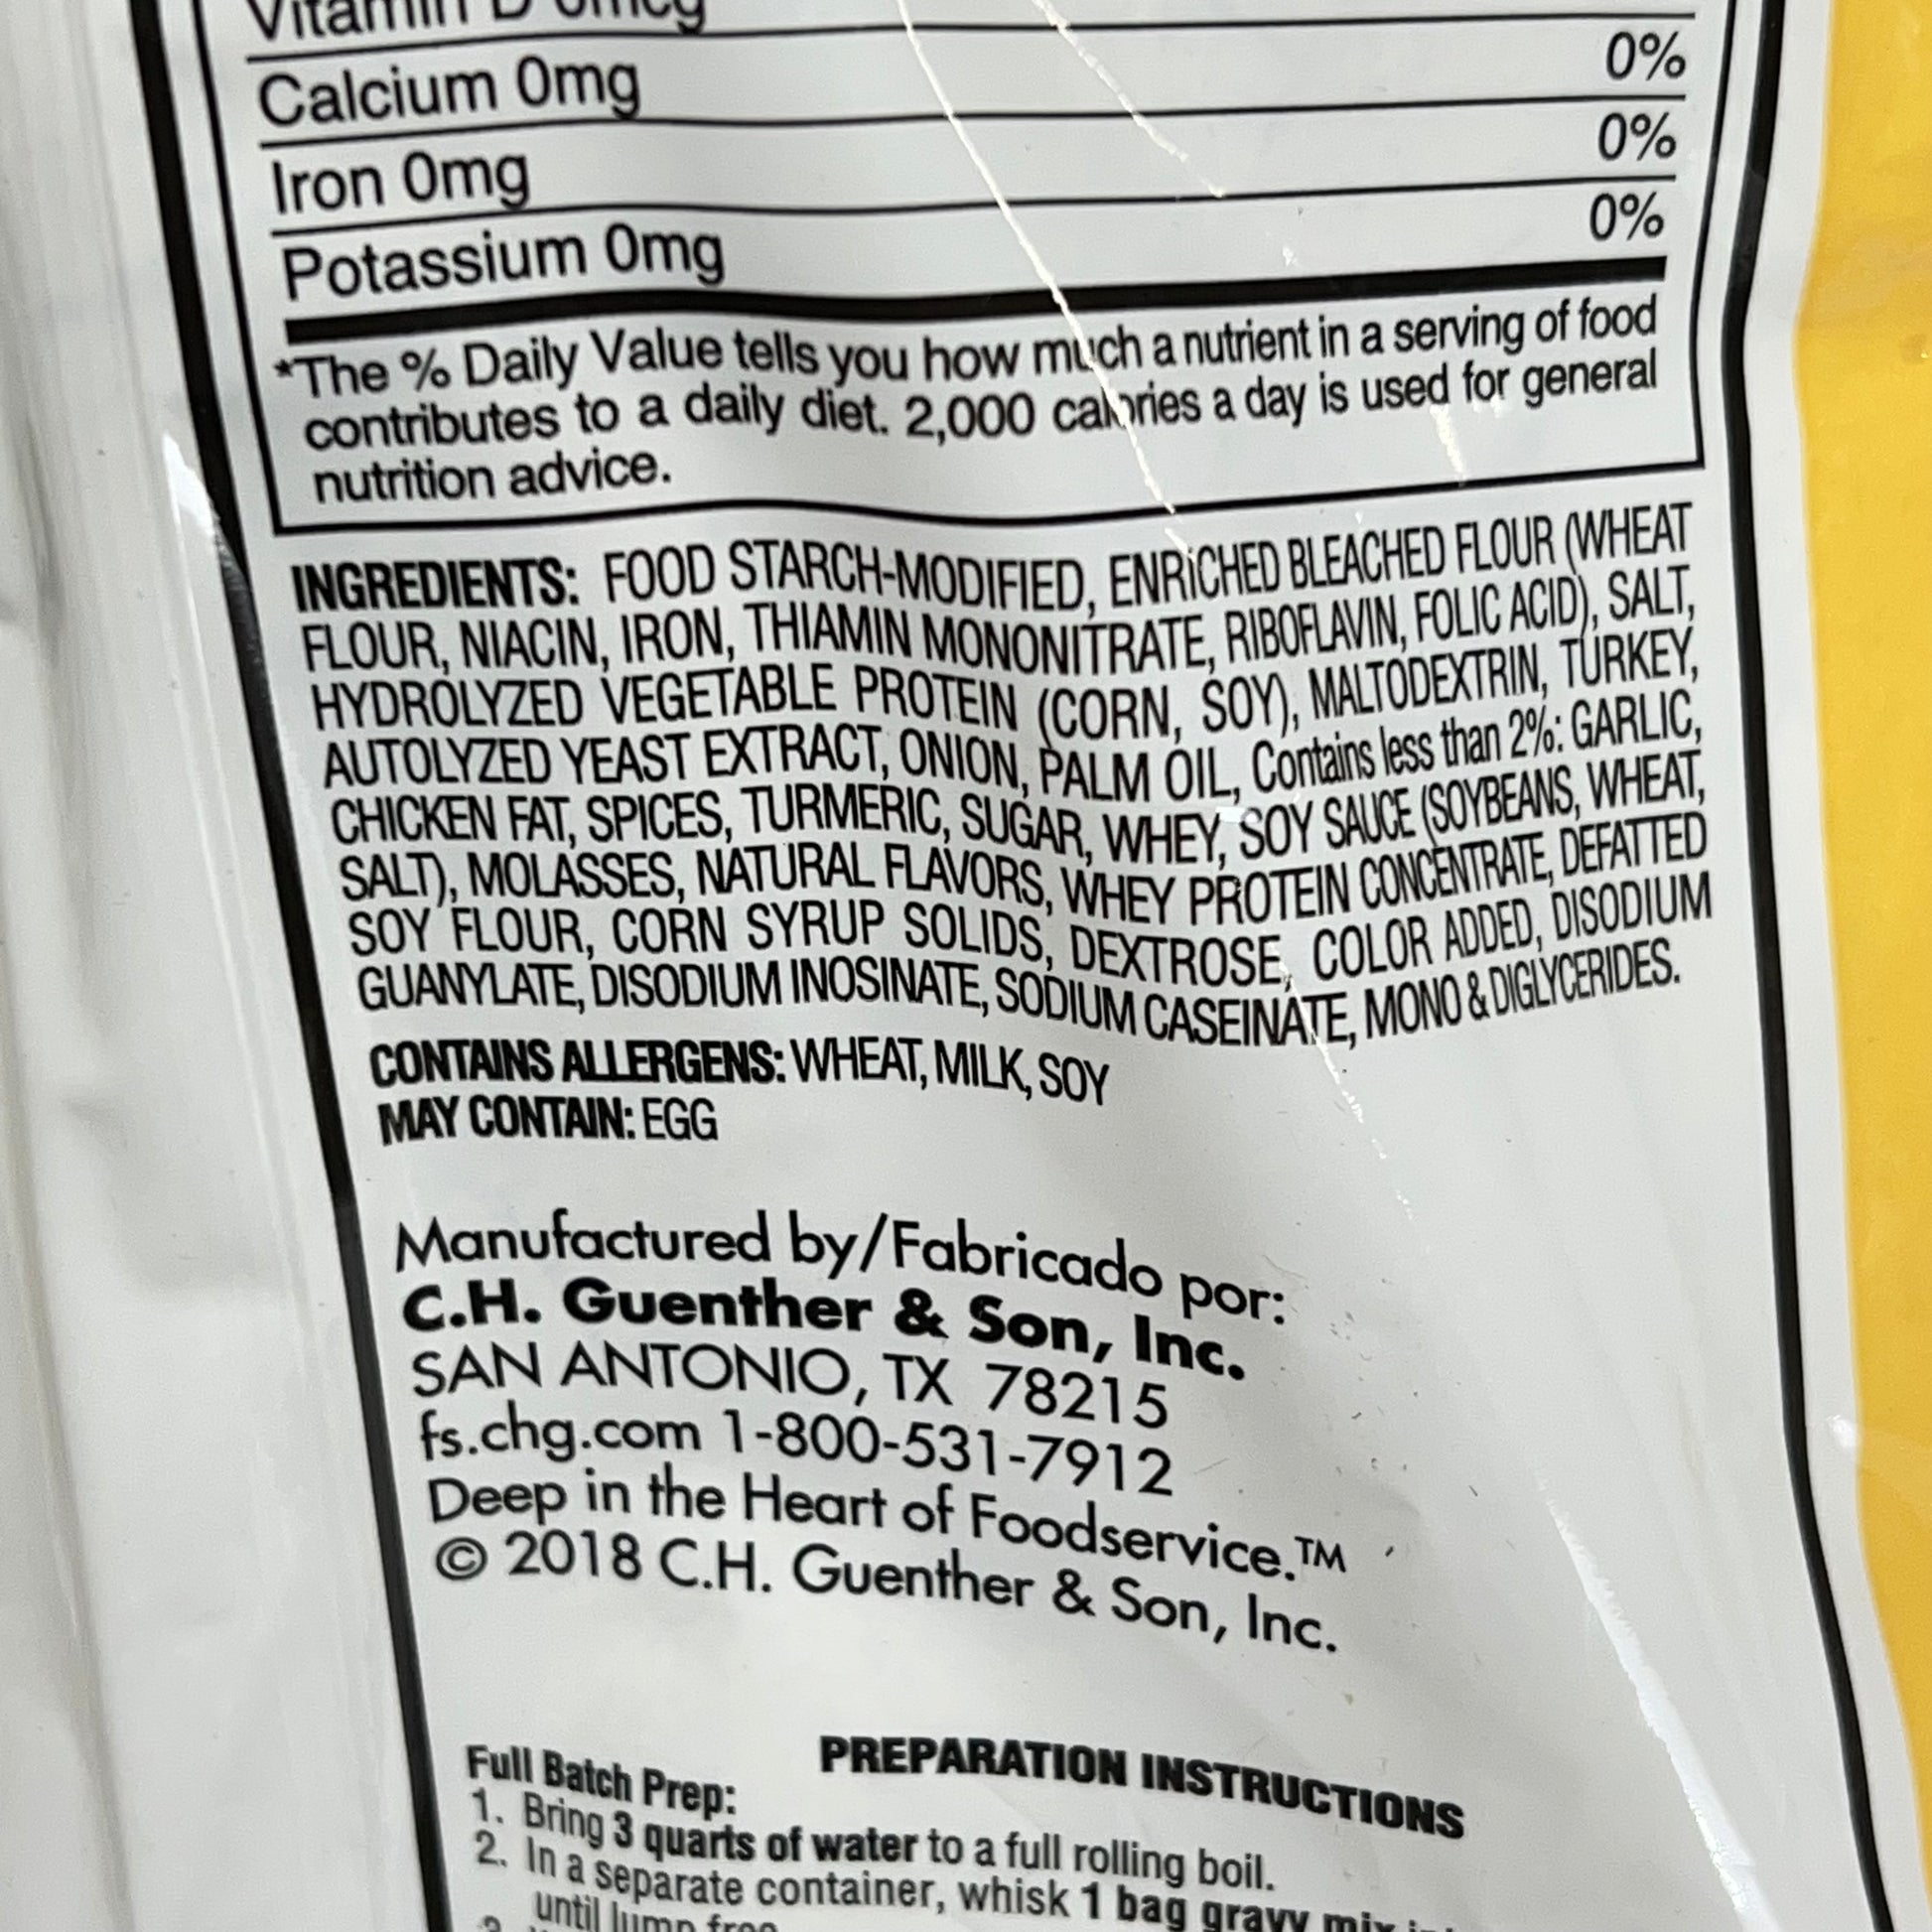 Vitamin D 0mcg
Calcium 0mg 0%
Iron 0mg 0%
Potassium 0mg 0%
*The % Daily Value tells you how much a nutrient in a serving of food
contributes to a daily diet. 2,000 calories a day is used for general
nutrition advice.
INGREDIENTS: FOOD STARCH-MODIFIED, ENRICHED BLEACHED FLOUR (WHEAT
FLOUR, NIACIN, IRON, THIAMIN MONONITRATE, RIBOFLAVIN, FOLIC ACID), SALT,
HYDROLYZED VEGETABLE PROTEIN (CORN, SOY), MALTODEXTRIN, TURKEY,
AUTOLYZED YEAST EXTRACT, ONION, PALM OIL, Contains less than 2%: GARLIC,
CHICKEN FAT, SPICES, TURMERIC, SUGAR, WHEY, SOY SAUCE (SOYBEANS, WHEAT,
SALT), MOLASSES, NATURAL FLAVORS, WHEY PROTEIN CONCENTRATE, DEFATTED
SOY FLOUR, CORN SYRUP SOLIDS, DEXTROSE, COLOR ADDED, DISODIUM
GUANYLATE, DISODIUM INOSINATE, SODIUM CASEINATE, MONO & DIGLYCERIDES.
CONTAINS ALLERGENS: WHEAT, MILK, SOY
MAY CONTAIN: EGG
Manufactured by/Fabricado por:
C.H. Guenther & Son, Inc.
SAN ANTONIO, TX 78215
fs.chg.com 1-800-531-7912
Deep in the Heart of Foodservice.™
© 2018 C.H. Guenther & Son, Inc.
PREPARATION INSTRUCTIONS
Full Batch Prep:
1. Bring 3 quarts of water to a full rolling boil.
2. In a separate container, whisk 1 bag gravy mix
until lump free